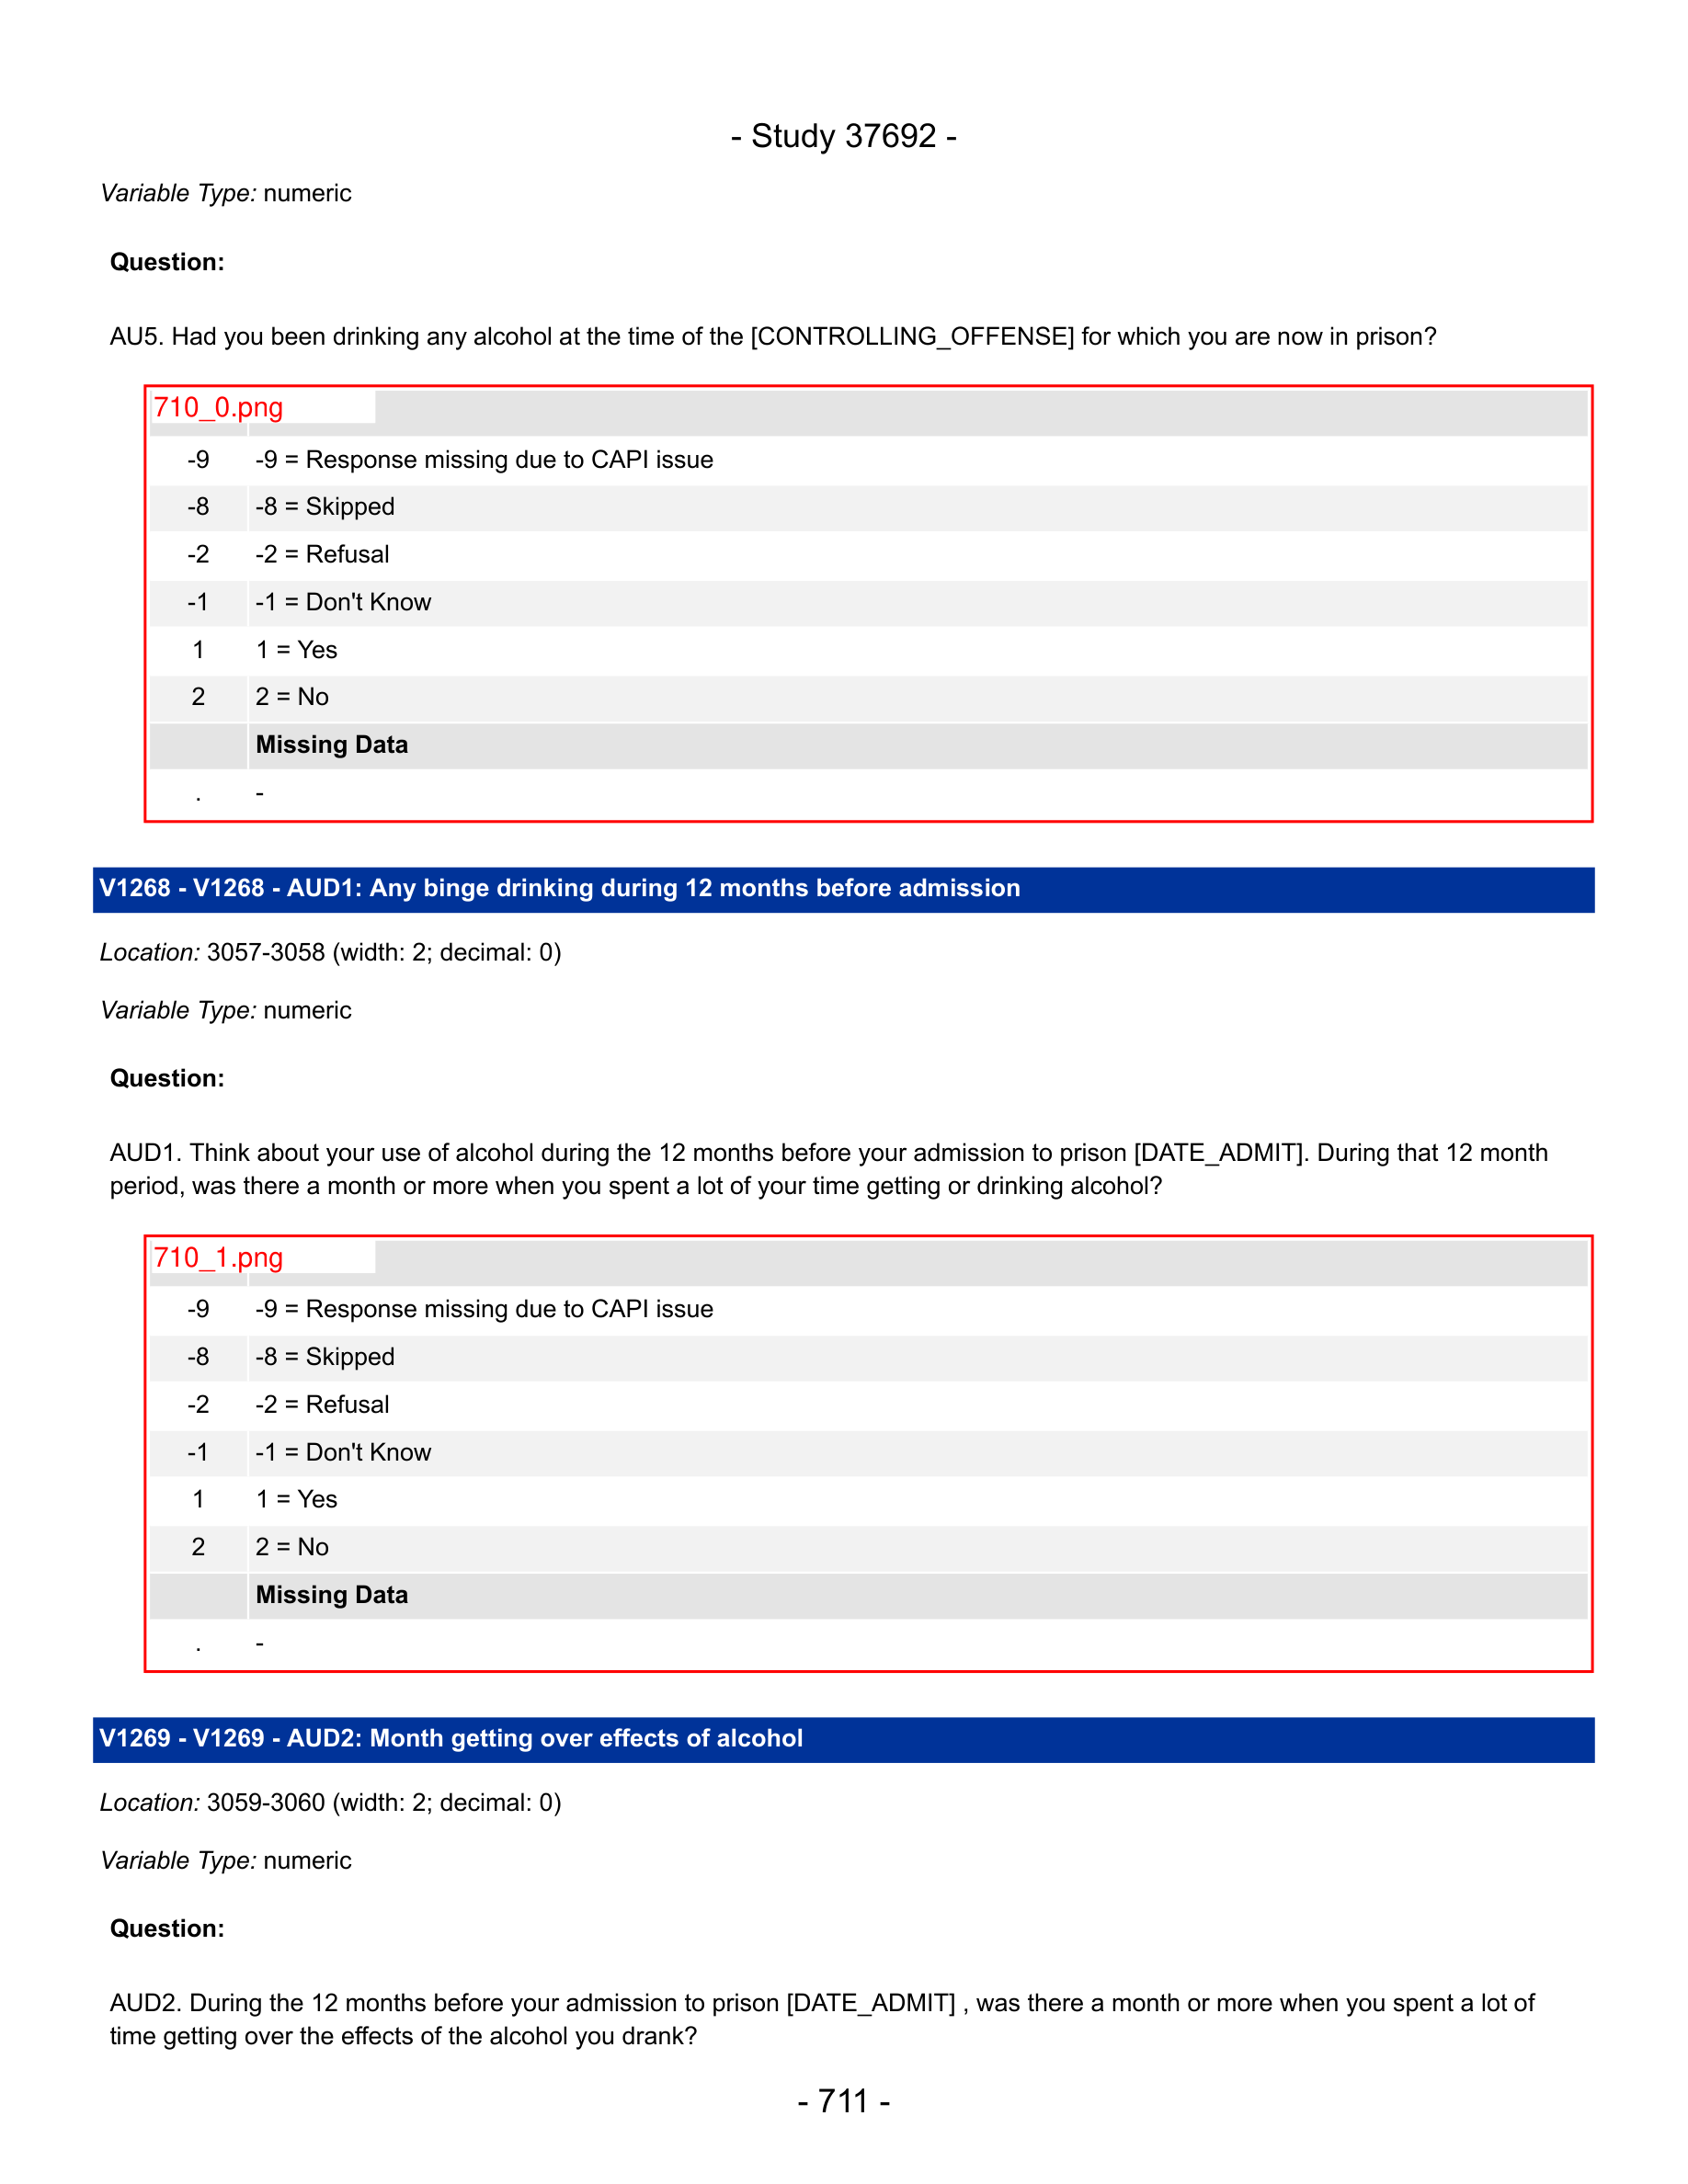 - Study 37692 -
Variable Type: numeric
Question:
AU5. Had you been drinking any alcohol at the time of the [CONTROLLING_OFFENSE] for which you are now in prison?
710_0.png
-9 -9 = Response missing due to CAPI issue
-8 -8 = Skipped
-2 -2 = Refusal
-1 -1 = Don't Know
1 1 = Yes
2 2 = No
Missing Data
. -
V1268 - V1268 - AUD1: Any binge drinking during 12 months before admission
Location: 3057-3058 (width: 2; decimal: 0)
Variable Type: numeric
Question:
AUD1. Think about your use of alcohol during the 12 months before your admission to prison [DATE_ADMIT]. During that 12 month
period, was there a month or more when you spent a lot of your time getting or drinking alcohol?
710_1.png
-9 -9 = Response missing due to CAPI issue
-8 -8 = Skipped
-2 -2 = Refusal
-1 -1 = Don't Know
1 1 = Yes
2 2 = No
Missing Data
. -
V1269 - V1269 - AUD2: Month getting over effects of alcohol
Location: 3059-3060 (width: 2; decimal: 0)
Variable Type: numeric
Question:
AUD2. During the 12 months before your admission to prison [DATE_ADMIT] , was there a month or more when you spent a lot of
time getting over the effects of the alcohol you drank?
- 711 -